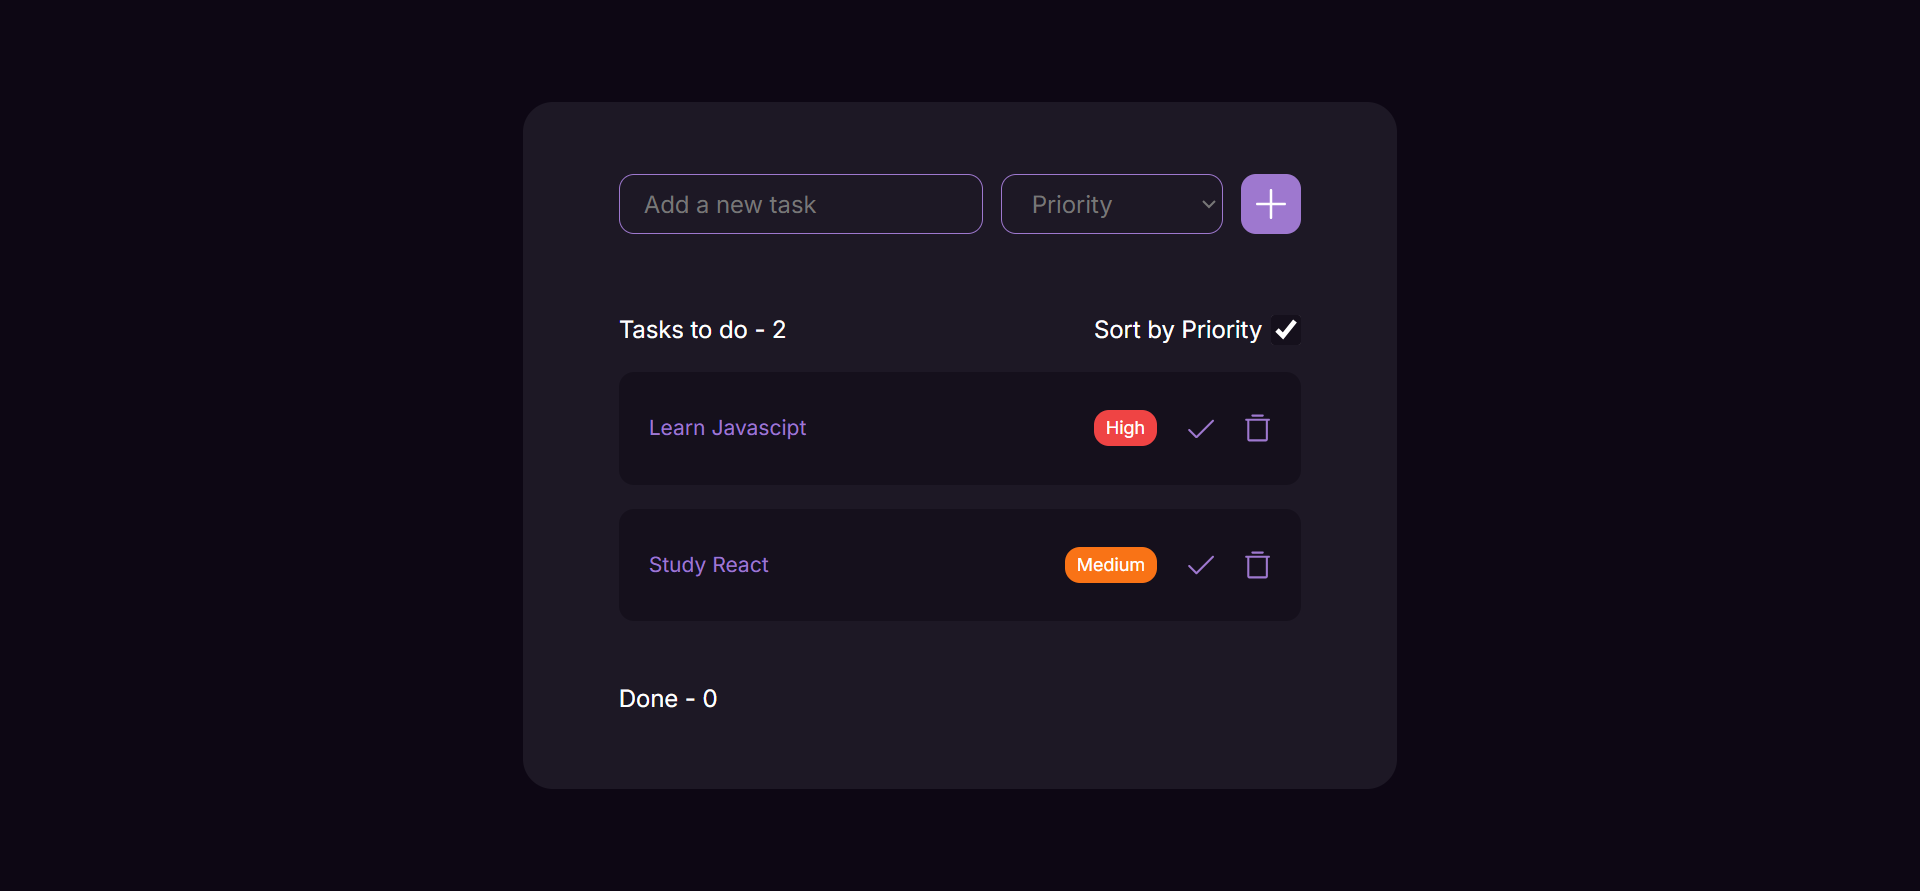 Add a new task
Priority
Tasks to do - 2
Sort by Priority
Learn Javascipt
High
Study React
Medium
Done - 0